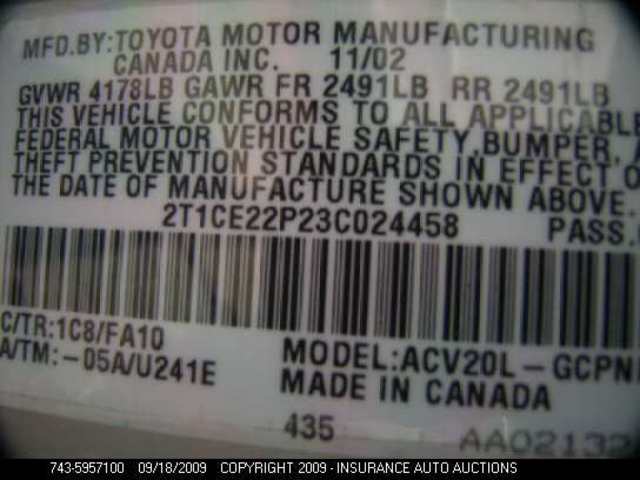 MFD.BY:TOYOTA MOTOR MANUFACTURING
CANADA INC. 11/02
GVWR 4178LB GAWR FR 2491LB RR 2491LB
THIS VEHICLE CONFORMS TO ALL APPLICABLE
FEDERAL MOTOR VEHICLE SAFETY,BUMPER, A
THEFT PREVENTION STANDARDS IN EFFECT O
THE DATE OF MANUFACTURE SHOWN ABOVE.
2T1CE22P23C024458 PASS.
C/TR:1C8/FA10
A/TM:-05A/U241E
MODEL:ACV20L-GCPN
MADE IN CANADA
435
AA02132
743-5957100 09/18/2009 COPYRIGHT 2009 - INSURANCE AUTO AUCTIONS